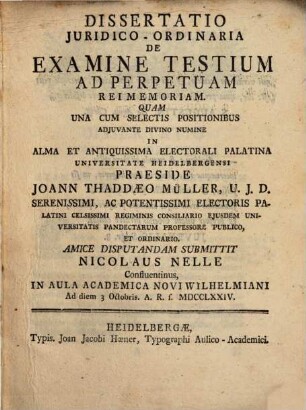 DISSERTATIO
JURIDICO-ORDINARIA
DE
EXAMINE TESTIUM
AD PERPETUAM
REI MEMORIAM.
QUAM
UNA CUM SELECTIS POSITIONIBUS
ADJUVANTE DIVINO NUMINE
IN
ALMA ET ANTIQUISSIMA ELECTORALI PALATINA
UNIVERSITATE HEIDELBERGENSI
PRAESIDE
JOANN THADDÆO MÜLLER, U. J. D.
SERENISSIMI, AC POTENTISSIMI ELECTORIS PA-
LATINI CELSISSIMI REGIMINIS CONSILIARIO EJUSDEM UNI-
VERSITATIS PANDECTARUM PROFESSORE PUBLICO,
ET ORDINARIO.
AMICE DISPUTANDAM SUBMITTIT
NICOLAUS NELLE
Confluentinus,
IN AULA ACADEMICA NOVI WILHELMIANI
Ad diem 3 Octobris. A. R. S. MDCCLXXIV.
HEIDELBERGÆ,
Typis. Joan Jacobi Hæner, Typographi Aulico-Academici.